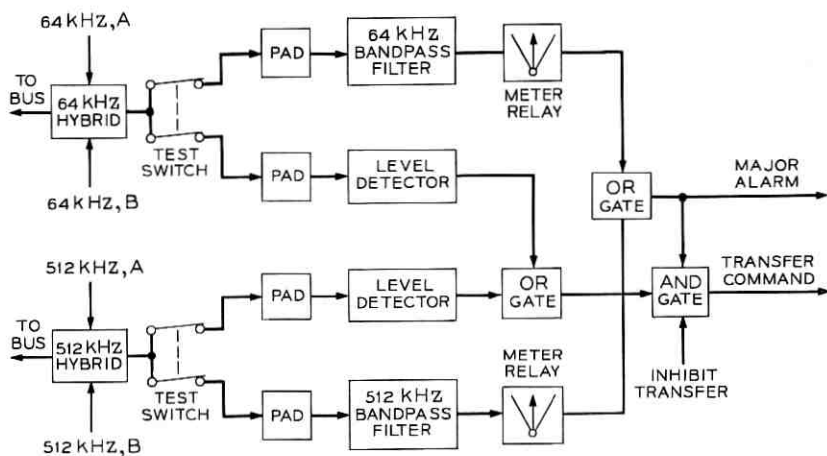 64 kHz, A
TO
BUS
64 kHz
HYBRID
64 kHz, B
TEST
SWITCH
PAD
64 kHz
BANDPASS
FILTER
METER
RELAY
PAD
LEVEL
DETECTOR
OR
GATE
MAJOR
ALARM
512 kHz, A
TO
BUS
512 kHz
HYBRID
512 kHz, B
TEST
SWITCH
PAD
LEVEL
DETECTOR
OR
GATE
AND
GATE
TRANSFER
COMMAND
INHIBIT
TRANSFER
PAD
512 kHz
BANDPASS
FILTER
METER
RELAY